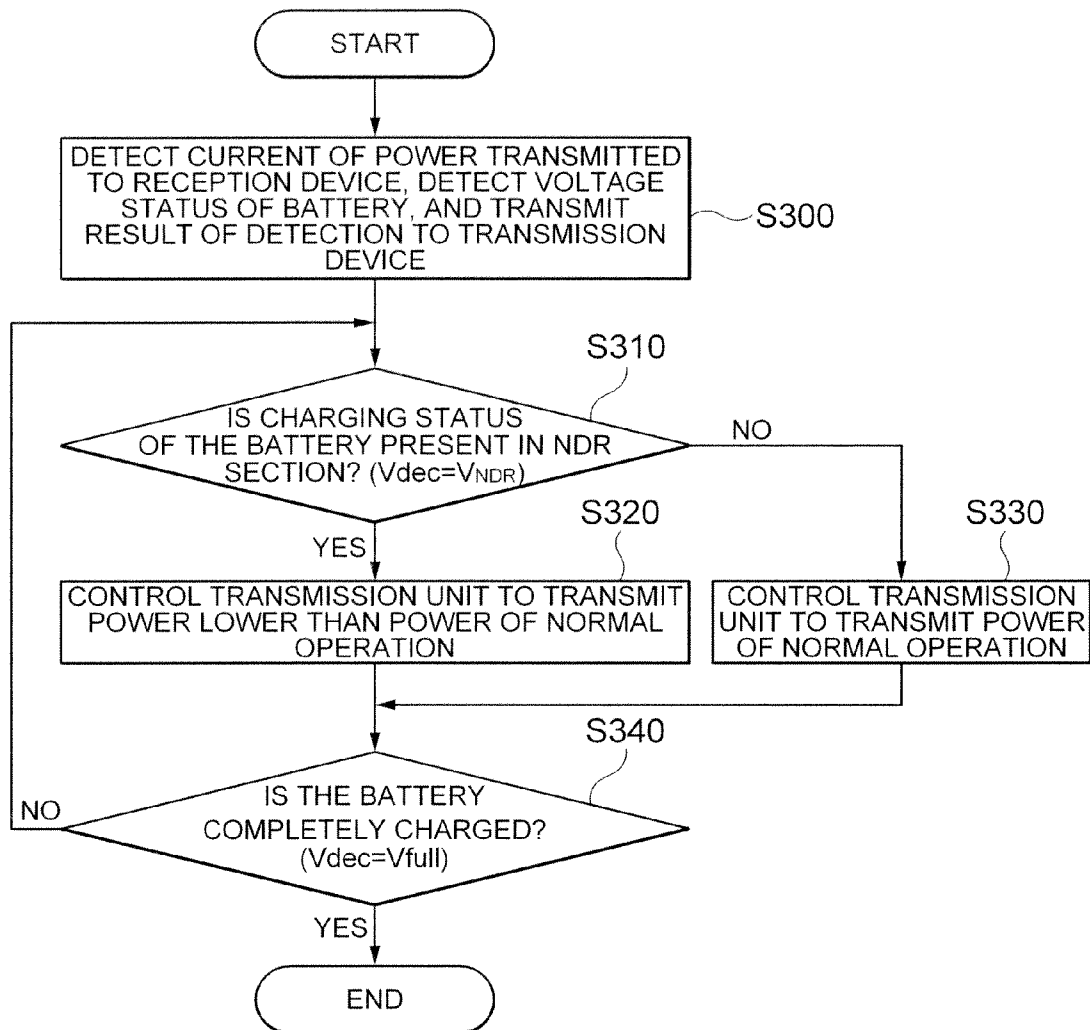 START
DETECT CURRENT OF POWER TRANSMITTED
TO RECEPTION DEVICE, DETECT VOLTAGE
STATUS OF BATTERY, AND TRANSMIT
RESULT OF DETECTION TO TRANSMISSION
DEVICE
S300
S310
IS CHARGING STATUS
OF THE BATTERY PRESENT IN NDR
SECTION? (Vdec=VNDR)
NO
YES
S320
S330
CONTROL TRANSMISSION UNIT TO TRANSMIT
POWER LOWER THAN POWER OF NORMAL
OPERATION
CONTROL TRANSMISSION
UNIT TO TRANSMIT POWER
OF NORMAL OPERATION
S340
IS THE BATTERY
COMPLETELY CHARGED?
(Vdec=Vfull)
NO
YES
END